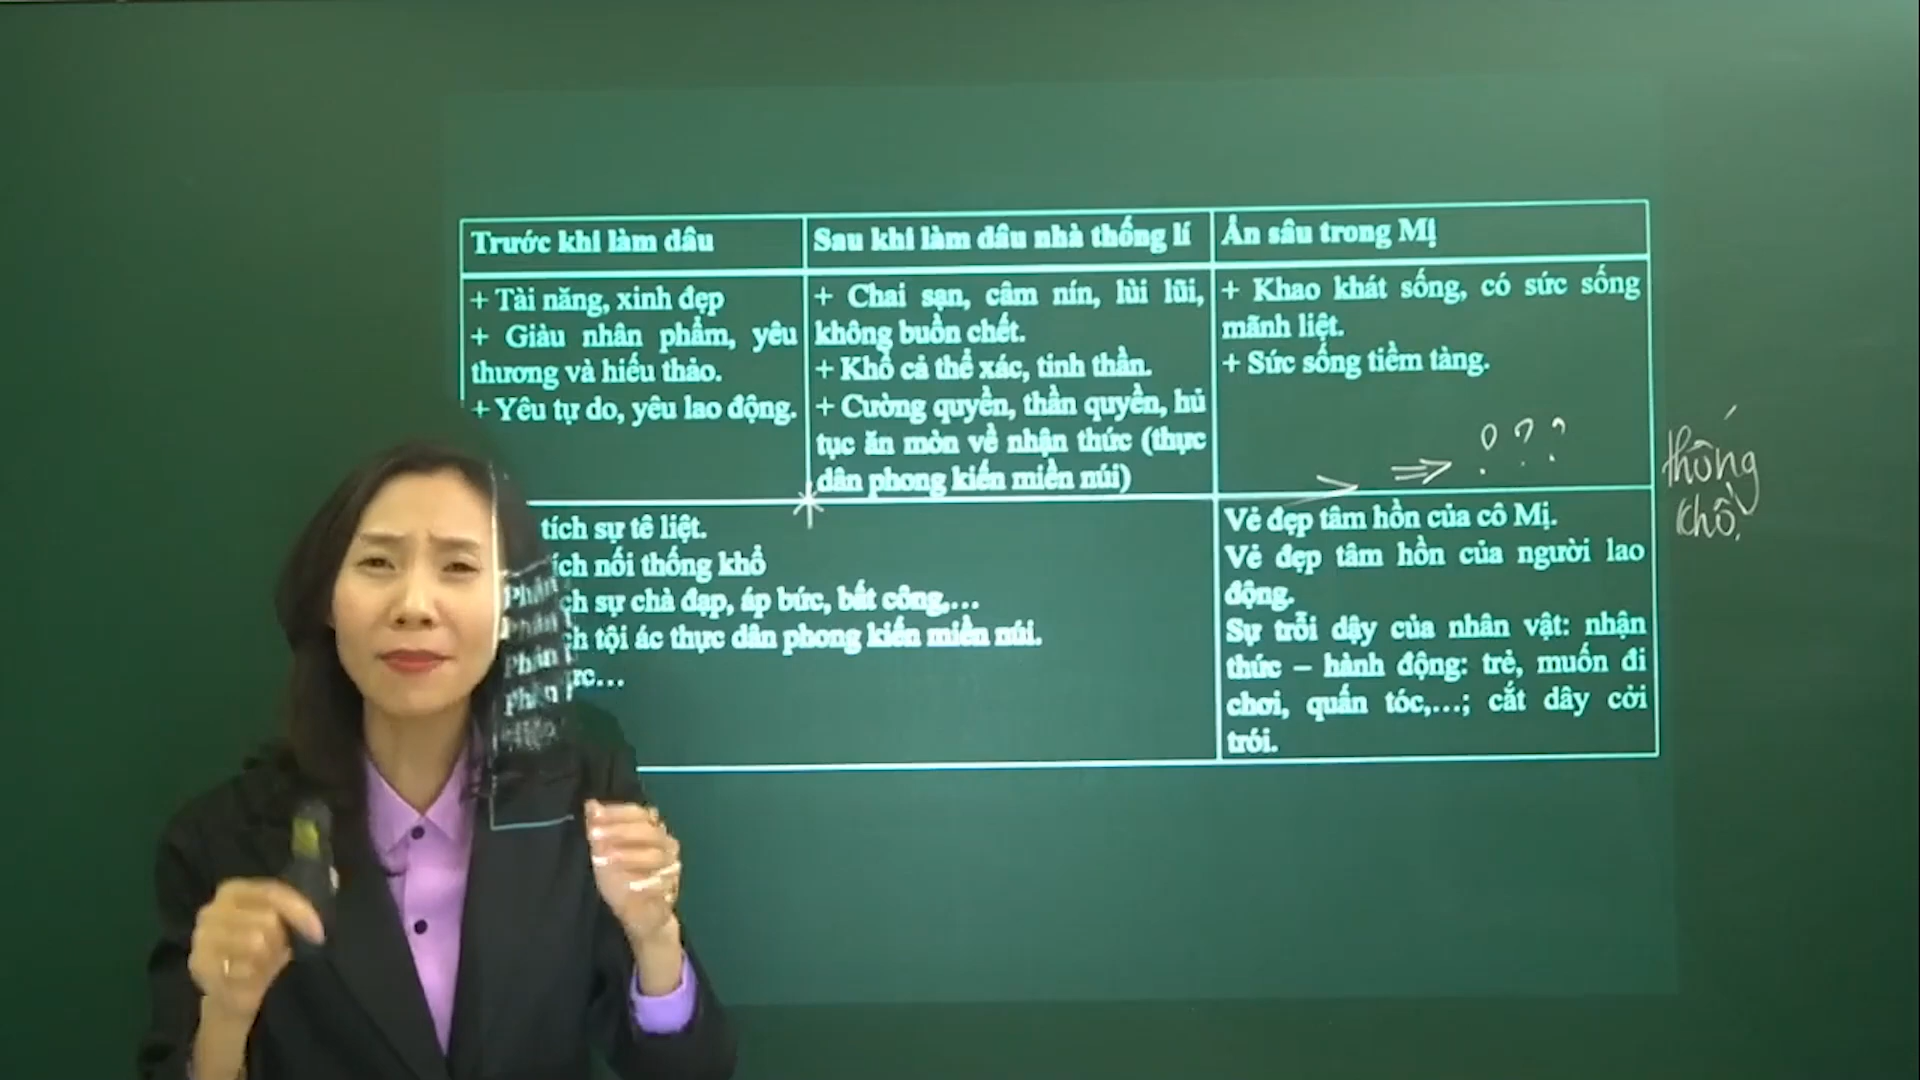 Trước khi làm dâu
Sau khi làm dâu nhà thống lí
Ẩn sâu trong Mị
+ Tài năng, xinh đẹp
+ Giàu nhân phẩm, yêu
thương và hiếu thảo.
+ Yêu tự do, yêu lao động.
+ Chai sạn, câm nín, lùi lũi,
không buồn chết.
+ Khổ cả thể xác, tinh thần.
+ Cường quyền, thần quyền, hủ
tục ăn mòn về nhận thức (thực
dân phong kiến miền núi)
+ Khao khát sống, có sức sống
mãnh liệt.
+ Sức sống tiềm tàng.
? ? ?
thống
khổ
tích sự tê liệt.
Phân tích nối thống khổ
Phân tích sự chà đạp, áp bức, bất công,…
Phân tích tội ác thực dân phong kiến miền núi.
Vẻ đẹp tâm hồn của cô Mị.
Vẻ đẹp tâm hồn của người lao
động.
Sự trỗi dậy của nhân vật: nhận
thức – hành động: trẻ, muốn đi
chơi, quấn tóc,…; cắt dây cởi
trói.